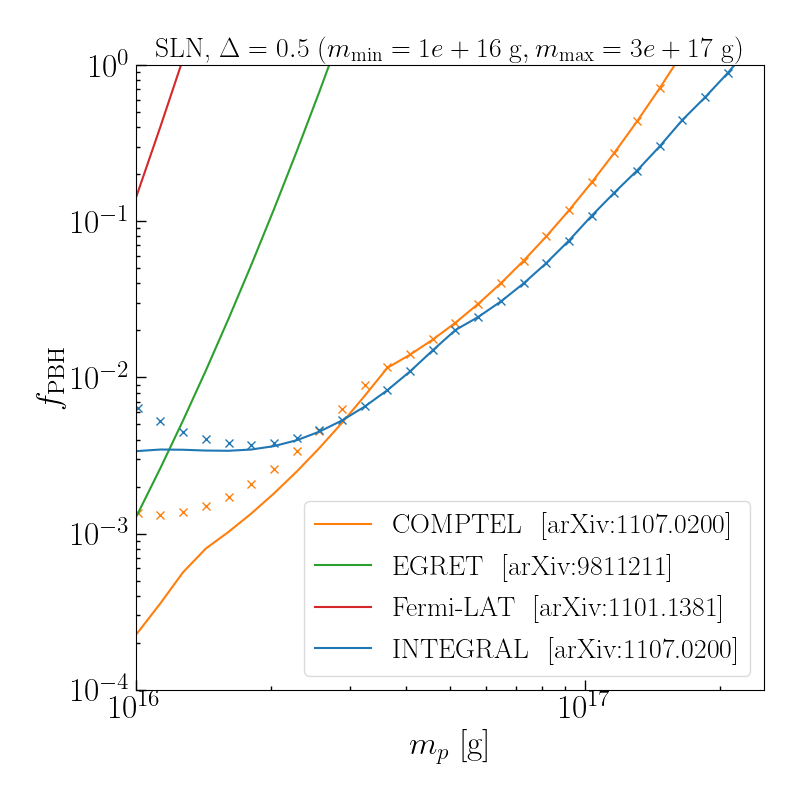 SLN, Δ = 0.5 (m_min = 1e + 16 g, m_max = 3e + 17 g)
10^0
10^−1
10^−2
10^−3
10^−4
f_PBH
COMPTEL [arXiv:1107.0200]
EGRET [arXiv:9811211]
Fermi-LAT [arXiv:1101.1381]
INTEGRAL [arXiv:1107.0200]
10^16
10^17
m_p [g]